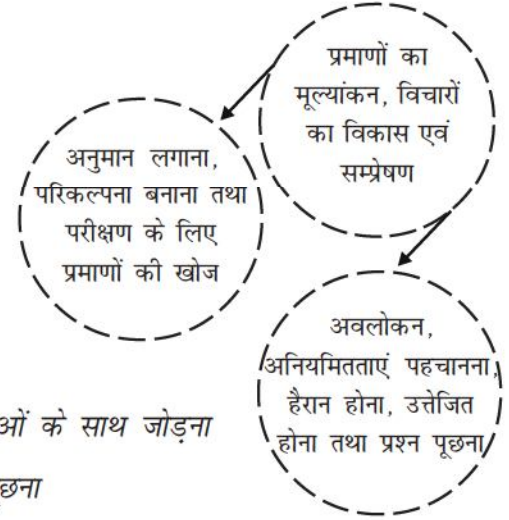 प्रमाणों का
मूल्यांकन, विचारों
का विकास एवं
सम्प्रेषण
अनुमान लगाना,
परिकल्पना बनाना तथा
परीक्षण के लिए
प्रमाणों की खोज
अवलोकन,
अनियमितताएं पहचानना,
हैरान होना, उत्तेजित
होना तथा प्रश्न पूछना
के साथ जोड़ना